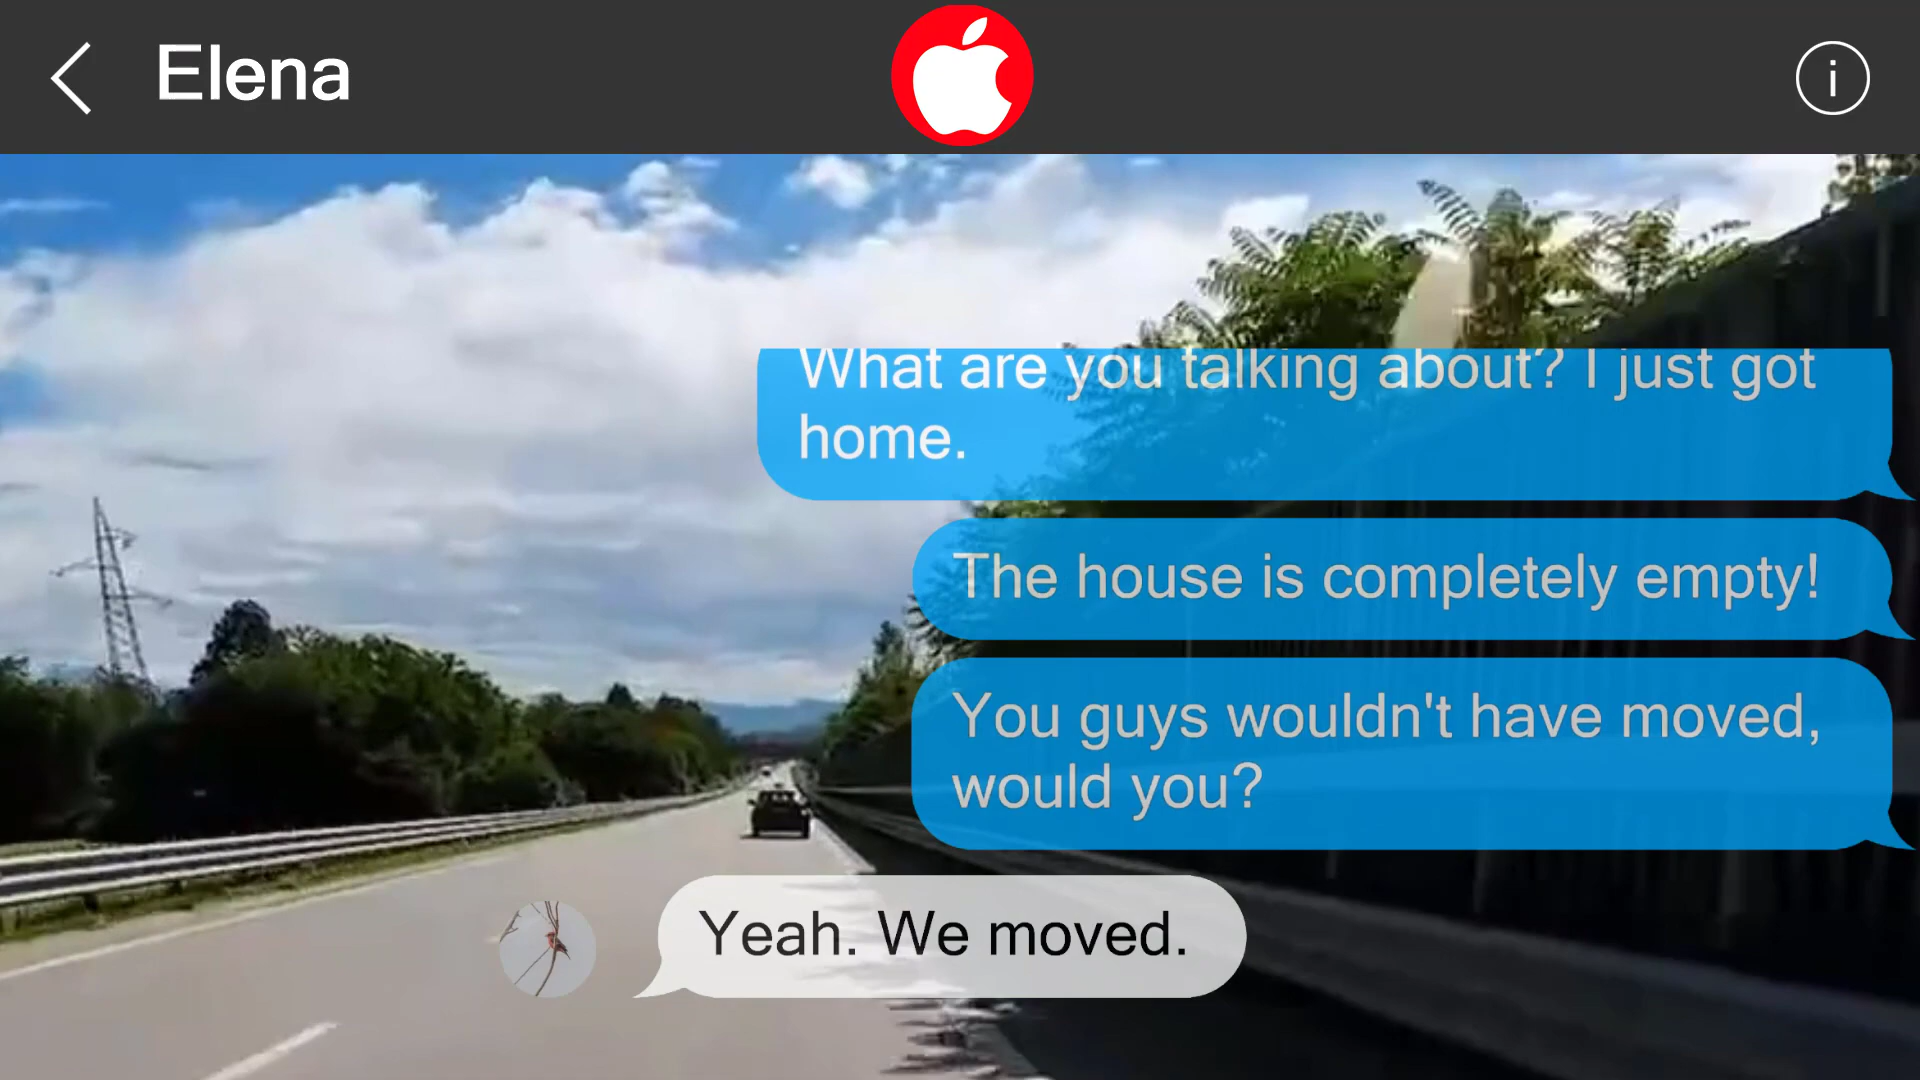 Elena
What are you talking about? I just got
home.
The house is completely empty!
You guys wouldn't have moved,
would you?
Yeah. We moved.